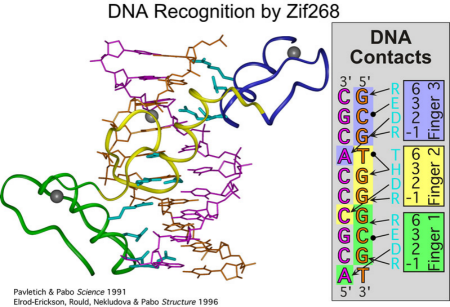 DNA Recognition by Zif268
DNA
Contacts
3' 5'
C G
G C
C G
A T
C G
C G
C G
G C
C G
A T
5' 3'
R 6
E 3
D 2
R -1
Finger 3
T 6
H 3
D 2
R -1
Finger 2
R 6
E 3
D 2
R -1
Finger 1
Pavletich & Pabo Science 1991
Elrod-Erickson, Rould, Nekludova & Pabo Structure 1996